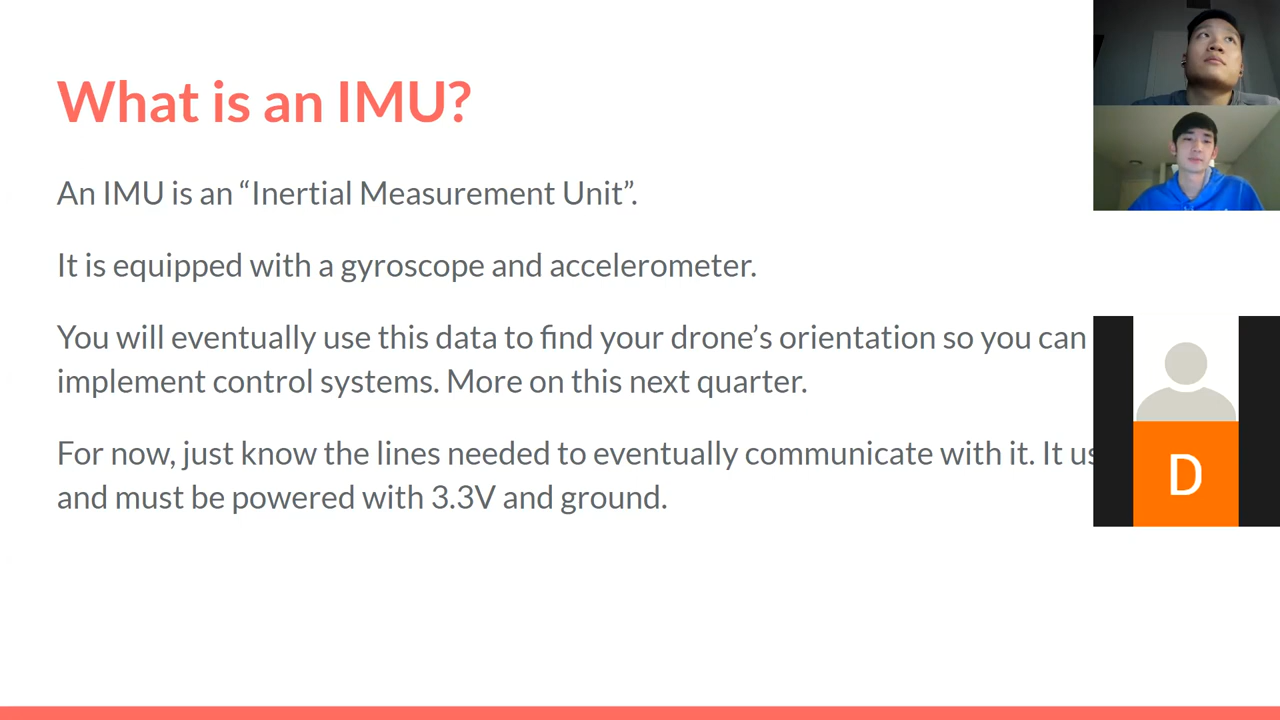 What is an IMU?
An IMU is an “Inertial Measurement Unit”.
It is equipped with a gyroscope and accelerometer.
You will eventually use this data to find your drone’s orientation so you can
implement control systems. More on this next quarter.
For now, just know the lines needed to eventually communicate with it. It
and must be powered with 3.3V and ground.
D